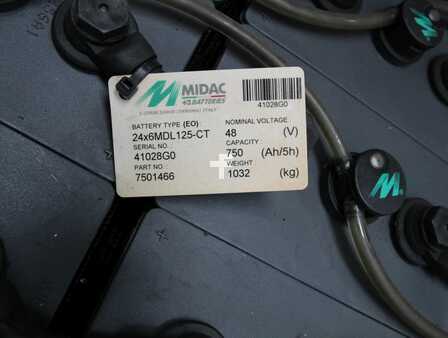 MIDAC
BATTERIES
41028G0
BATTERY TYPE (EO) : NOMINAL VOLTAGE
24x6MDL125-CT 48 (V)
SERIAL NO. CAPACITY
41028G0 750 (Ah/5h)
PART NO WEIGHT
7501466 1032 (kg)
M.